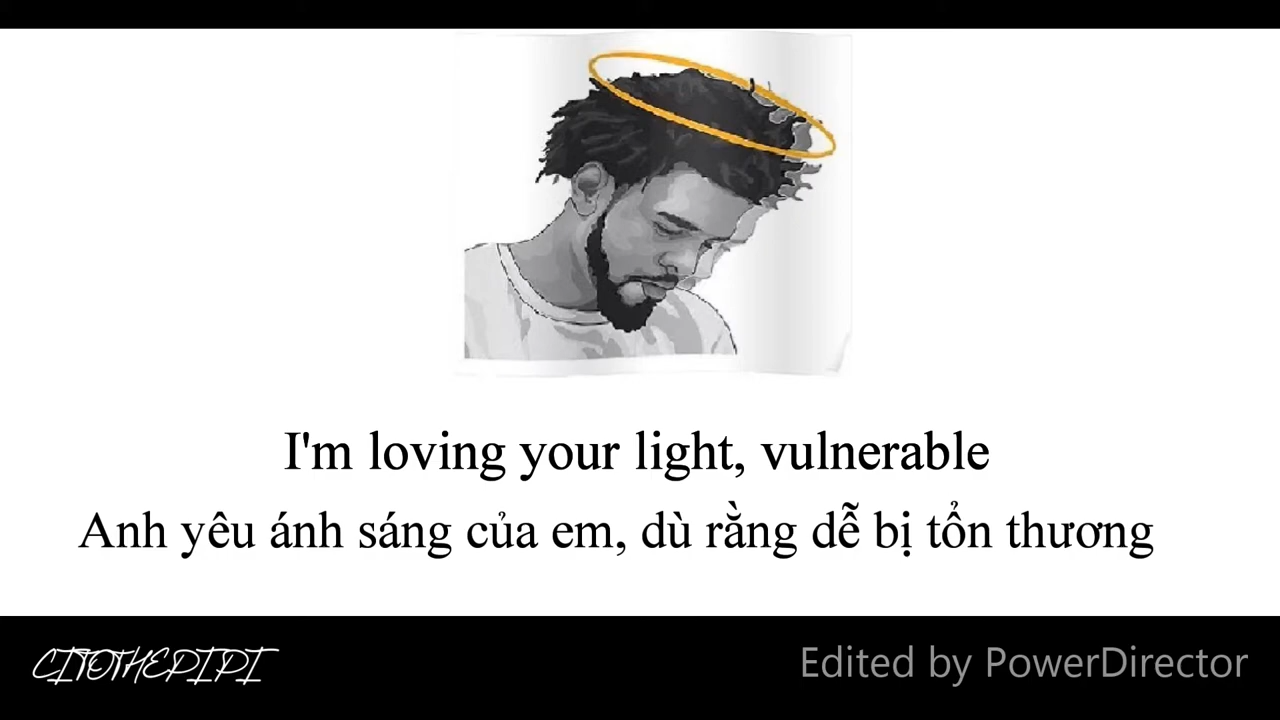 I'm loving your light, vulnerable
Anh yêu ánh sáng của em, dù rằng dễ bị tổn thương
CITOTHEPIPI
Edited by PowerDirector